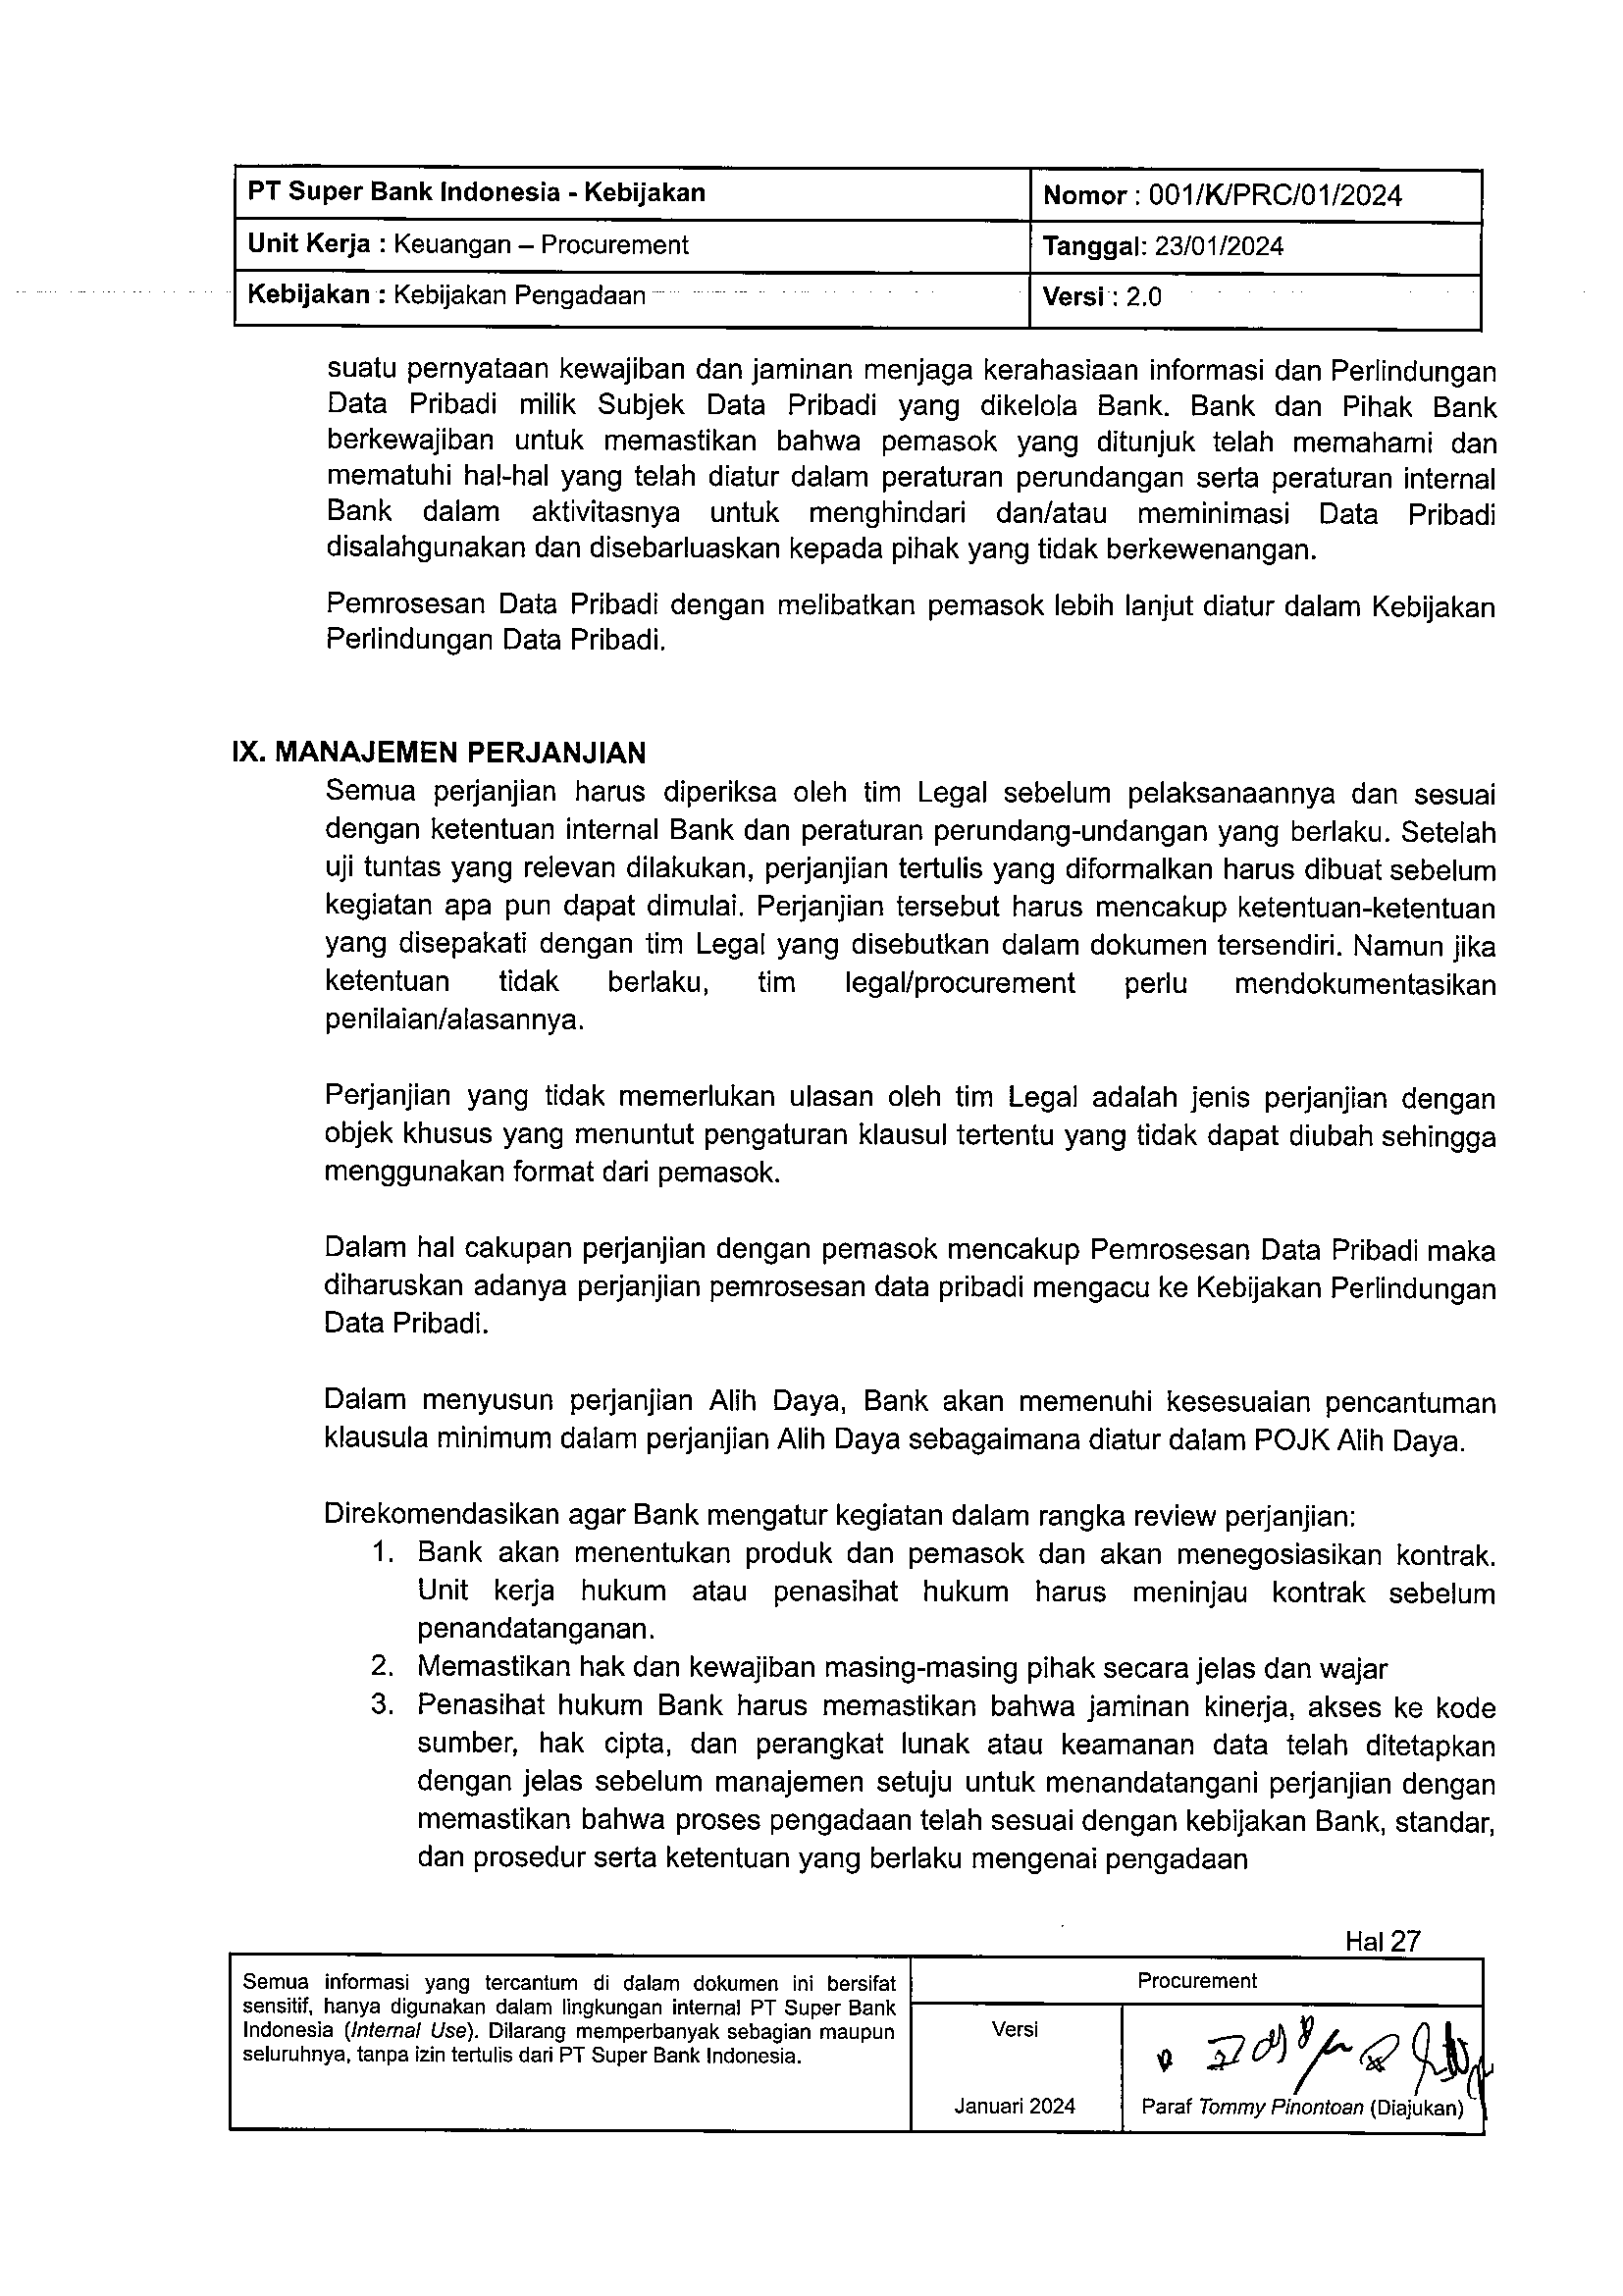 PT Super Bank Indonesia - Kebijakan
Nomor : 001/K/PRC/01/2024
Unit Kerja : Keuangan – Procurement
Tanggal: 23/01/2024
Kebijakan : Kebijakan Pengadaan
Versi : 2.0
suatu pernyataan kewajiban dan jaminan menjaga kerahasiaan informasi dan Perlindungan
Data Pribadi milik Subjek Data Pribadi yang dikelola Bank. Bank dan Pihak Bank
berkewajiban untuk memastikan bahwa pemasok yang ditunjuk telah memahami dan
mematuhi hal-hal yang telah diatur dalam peraturan perundangan serta peraturan internal
Bank dalam aktivitasnya untuk menghindari dan/atau meminimasi Data Pribadi
disalahgunakan dan disebarluaskan kepada pihak yang tidak berkewenangan.
Pemrosesan Data Pribadi dengan melibatkan pemasok lebih lanjut diatur dalam Kebijakan
Perlindungan Data Pribadi.
IX. MANAJEMEN PERJANJIAN
Semua perjanjian harus diperiksa oleh tim Legal sebelum pelaksanaannya dan sesuai
dengan ketentuan internal Bank dan peraturan perundang-undangan yang berlaku. Setelah
uji tuntas yang relevan dilakukan, perjanjian tertulis yang diformalkan harus dibuat sebelum
kegiatan apa pun dapat dimulai. Perjanjian tersebut harus mencakup ketentuan-ketentuan
yang disepakati dengan tim Legal yang disebutkan dalam dokumen tersendiri. Namun jika
ketentuan tidak berlaku, tim legal/procurement perlu mendokumentasikan
penilaian/alasannya.
Perjanjian yang tidak memerlukan ulasan oleh tim Legal adalah jenis perjanjian dengan
objek khusus yang menuntut pengaturan klausul tertentu yang tidak dapat diubah sehingga
menggunakan format dari pemasok.
Dalam hal cakupan perjanjian dengan pemasok mencakup Pemrosesan Data Pribadi maka
diharuskan adanya perjanjian pemrosesan data pribadi mengacu ke Kebijakan Perlindungan
Data Pribadi.
Dalam menyusun perjanjian Alih Daya, Bank akan memenuhi kesesuaian pencantuman
klausula minimum dalam perjanjian Alih Daya sebagaimana diatur dalam POJK Alih Daya.
Direkomendasikan agar Bank mengatur kegiatan dalam rangka review perjanjian:
1. Bank akan menentukan produk dan pemasok dan akan menegosiasikan kontrak.
Unit kerja hukum atau penasihat hukum harus meninjau kontrak sebelum
penandatanganan.
2. Memastikan hak dan kewajiban masing-masing pihak secara jelas dan wajar
3. Penasihat hukum Bank harus memastikan bahwa jaminan kinerja, akses ke kode
sumber, hak cipta, dan perangkat lunak atau keamanan data telah ditetapkan
dengan jelas sebelum manajemen setuju untuk menandatangani perjanjian dengan
memastikan bahwa proses pengadaan telah sesuai dengan kebijakan Bank, standar,
dan prosedur serta ketentuan yang berlaku mengenai pengadaan
Hal 27
Semua informasi yang tercantum di dalam dokumen ini bersifat
sensitif, hanya digunakan dalam lingkungan internal PT Super Bank
Indonesia (Internal Use). Dilarang memperbanyak sebagian maupun
seluruhnya, tanpa izin tertulis dari PT Super Bank Indonesia.
Procurement
Versi
Januari 2024
Paraf Tommy Pinontoan (Diajukan)